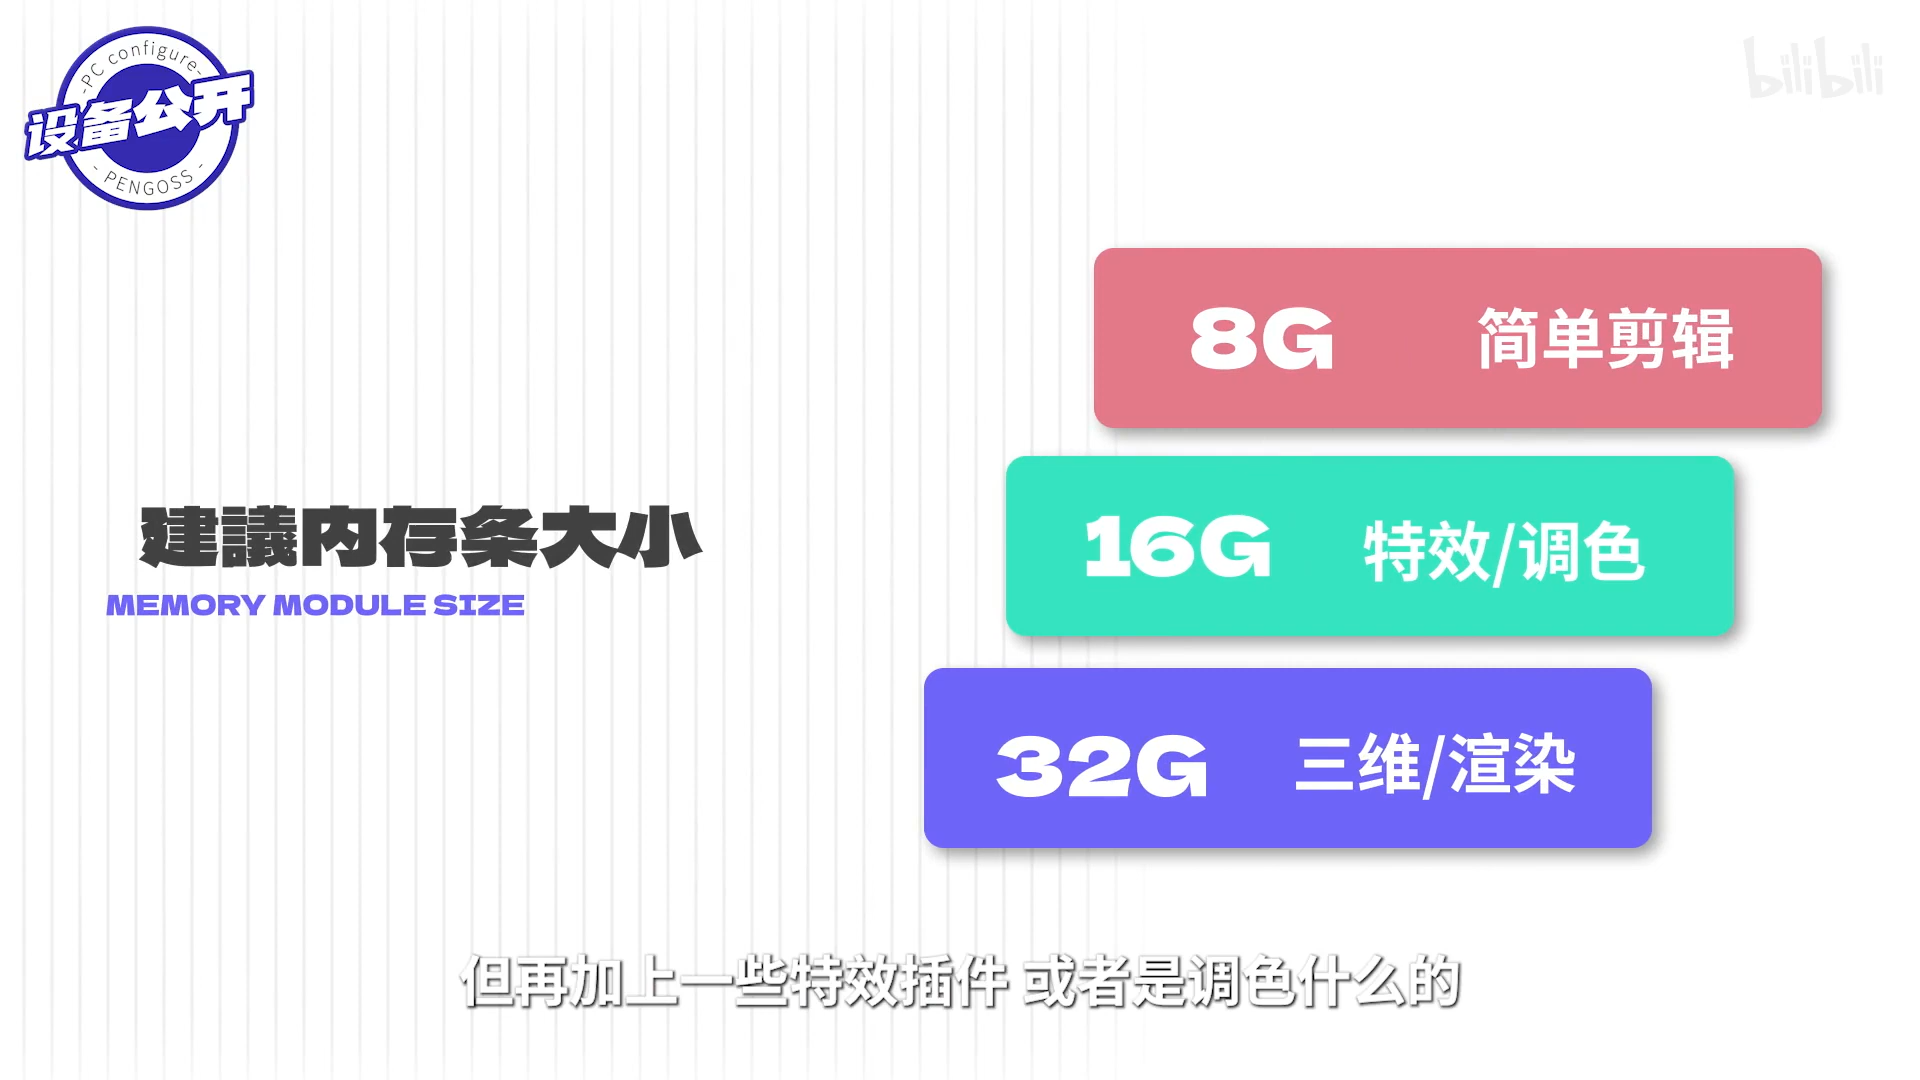 -PC configure-
设备公开
- PENGOSS -
bilibili
8G 简单剪辑
16G 特效/调色
建議内存条大小
MEMORY MODULE SIZE
32G 三维/渲染
但再加上一些特效插件 或者是调色什么的